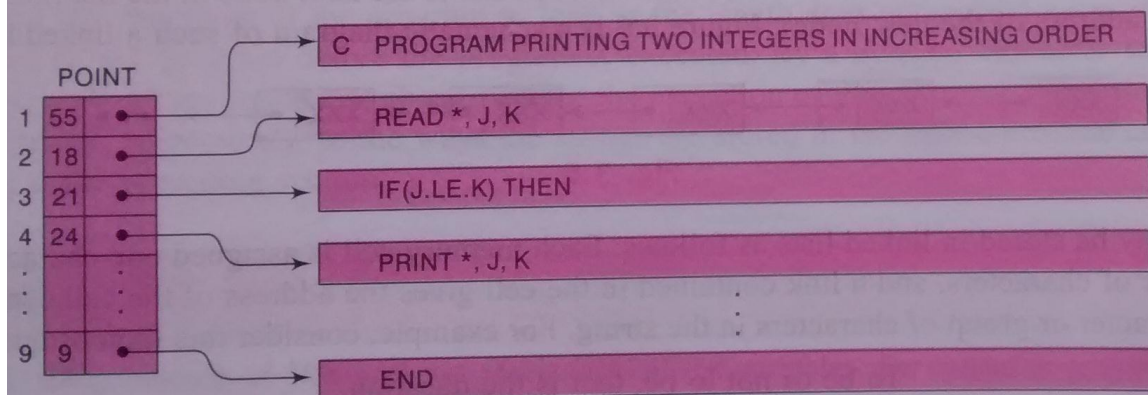 C PROGRAM PRINTING TWO INTEGERS IN INCREASING ORDER
POINT
1 55
READ *, J, K
2 18
3 21
IF(J.LE.K) THEN
4 24
PRINT *, J, K
9 9
END